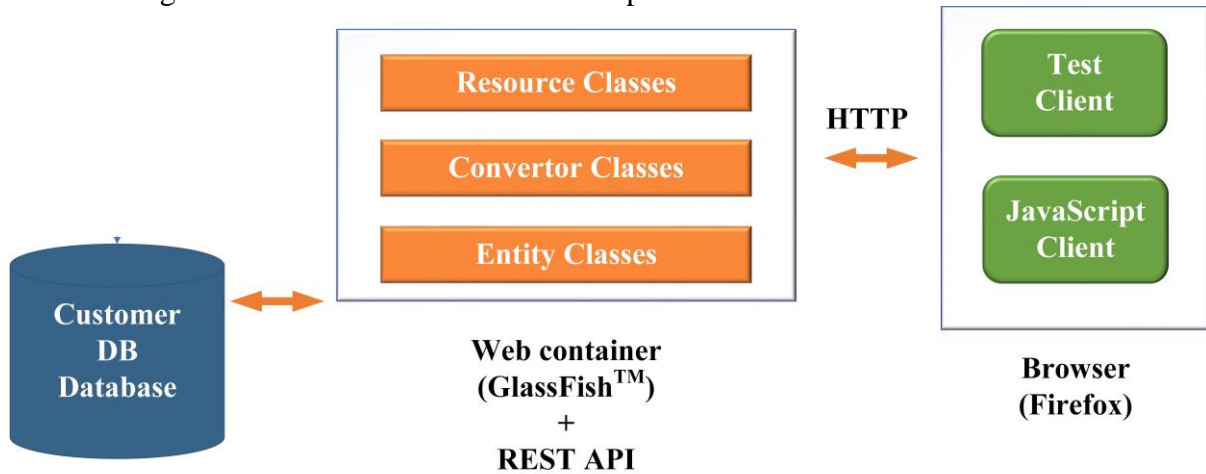 Resource Classes
Convertor Classes
Entity Classes
HTTP
Test
Client
JavaScript
Client
Customer
DB
Database
Web container
(GlassFish™)
+
REST API
Browser
(Firefox)